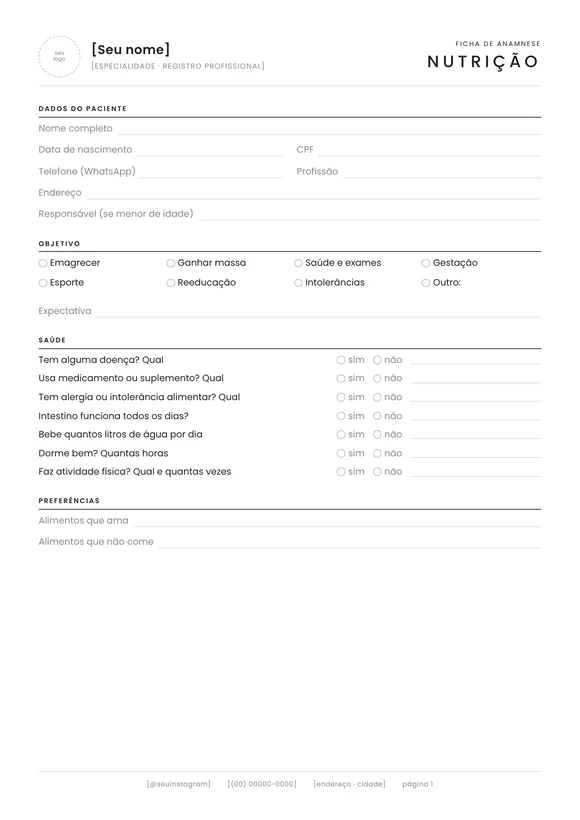 seu
logo
[Seu nome]
[ESPECIALIDADE · REGISTRO PROFISSIONAL]
FICHA DE ANAMNESE
NUTRIÇÃO
DADOS DO PACIENTE
Nome completo
Data de nascimento CPF
Telefone (WhatsApp) Profissão
Endereço
Responsável (se menor de idade)
OBJETIVO
Emagrecer Ganhar massa Saúde e exames Gestação
Esporte Reeducação Intolerâncias Outro:
Expectativa
SAÚDE
Tem alguma doença? Qual sim não
Usa medicamento ou suplemento? Qual sim não
Tem alergia ou intolerância alimentar? Qual sim não
Intestino funciona todos os dias? sim não
Bebe quantos litros de água por dia sim não
Dorme bem? Quantas horas sim não
Faz atividade física? Qual e quantas vezes sim não
PREFERÊNCIAS
Alimentos que ama
Alimentos que não come
[@seuinstagram] [(00) 00000-0000] [endereço · cidade] página 1